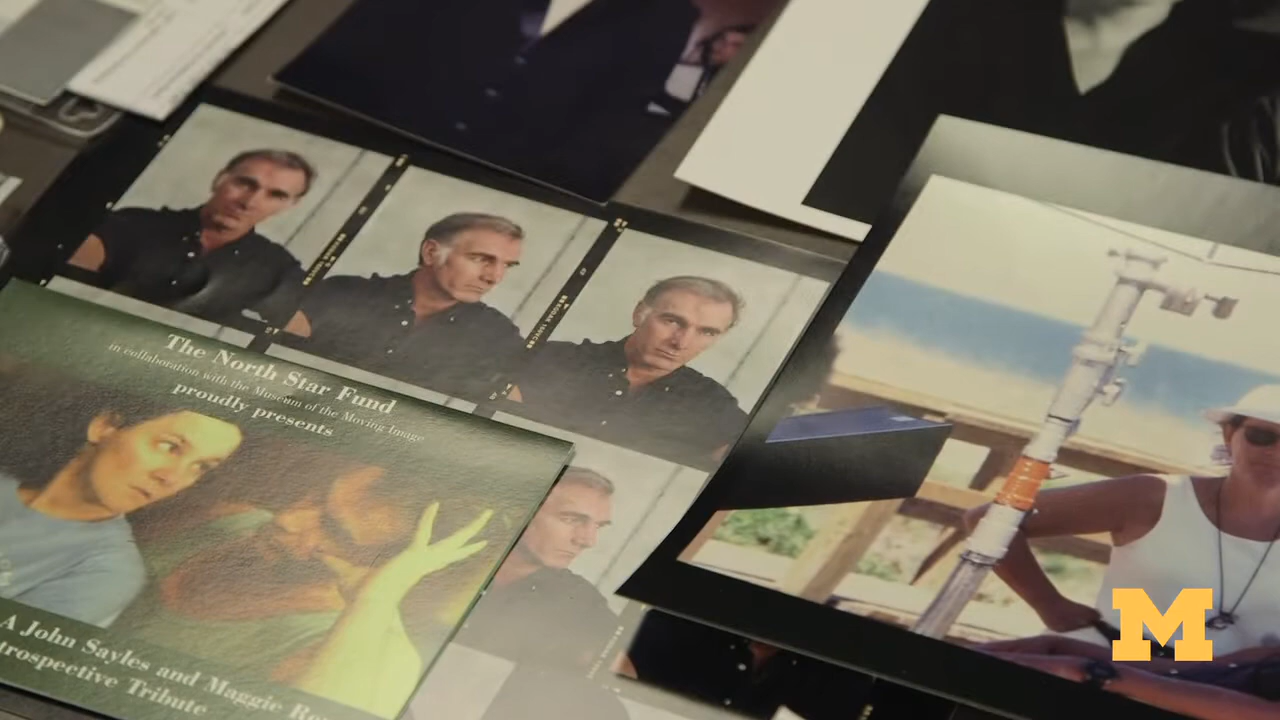 The North Star Fund
in collaboration with the Museum of the Moving Image
proudly presents
A John Sayles and Maggie
Tribute
M